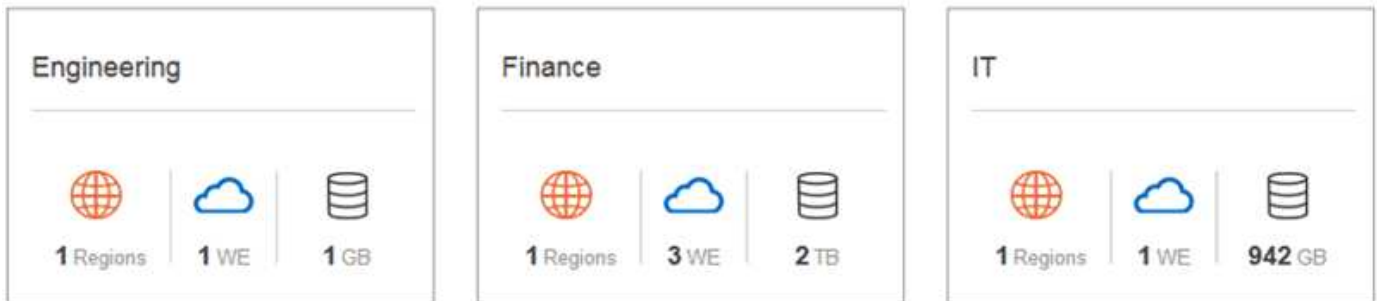 Engineering
1 Regions
1 WE
1 GB
Finance
1 Regions
3 WE
2 TB
IT
1 Regions
1 WE
942 GB